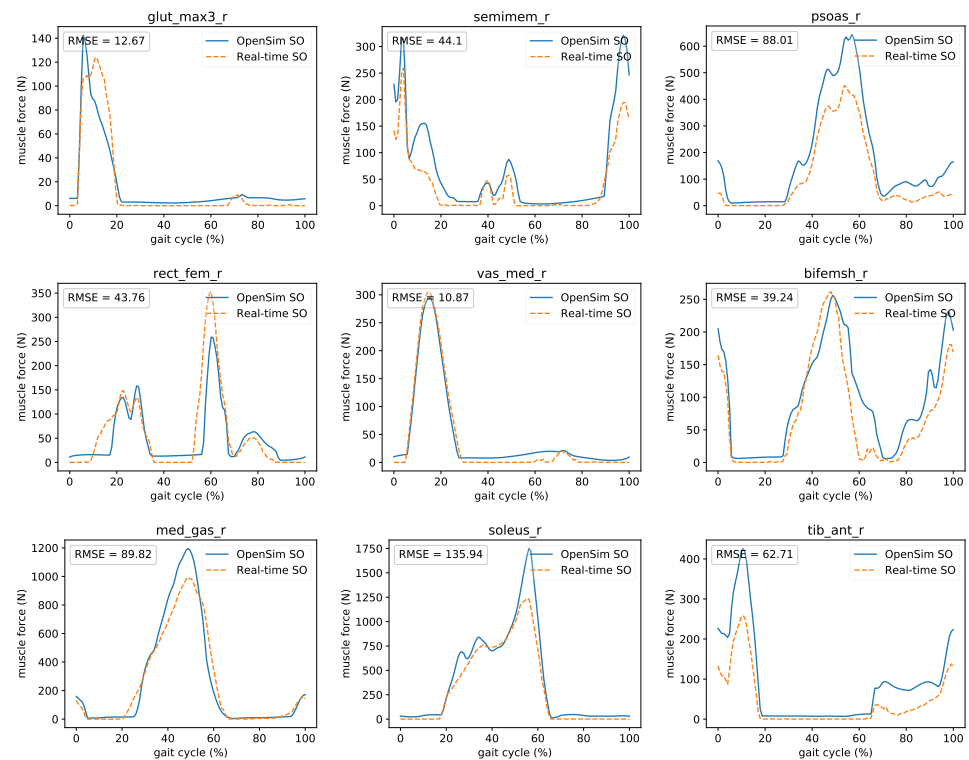 glut_max3_r
RMSE = 12.67
OpenSim SO
Real-time SO
muscle force (N)
140
120
100
80
60
40
20
0
0 20 40 60 80 100
gait cycle (%)
semimem_r
RMSE = 44.1
OpenSim SO
Real-time SO
muscle force (N)
300
250
200
150
100
50
0
0 20 40 60 80 100
gait cycle (%)
psoas_r
RMSE = 88.01
OpenSim SO
Real-time SO
muscle force (N)
600
500
400
300
200
100
0
0 20 40 60 80 100
gait cycle (%)
rect_fem_r
RMSE = 43.76
OpenSim SO
Real-time SO
muscle force (N)
350
300
250
200
150
100
50
0
0 20 40 60 80 100
gait cycle (%)
vas_med_r
RMSE = 10.87
OpenSim SO
Real-time SO
muscle force (N)
300
250
200
150
100
50
0
0 20 40 60 80 100
gait cycle (%)
bifemsh_r
RMSE = 39.24
OpenSim SO
Real-time SO
muscle force (N)
250
200
150
100
50
0
0 20 40 60 80 100
gait cycle (%)
med_gas_r
RMSE = 89.82
OpenSim SO
Real-time SO
muscle force (N)
1200
1000
800
600
400
200
0
0 20 40 60 80 100
gait cycle (%)
soleus_r
RMSE = 135.94
OpenSim SO
Real-time SO
muscle force (N)
1750
1500
1250
1000
750
500
250
0
0 20 40 60 80 100
gait cycle (%)
tib_ant_r
RMSE = 62.71
OpenSim SO
Real-time SO
muscle force (N)
400
300
200
100
0
0 20 40 60 80 100
gait cycle (%)